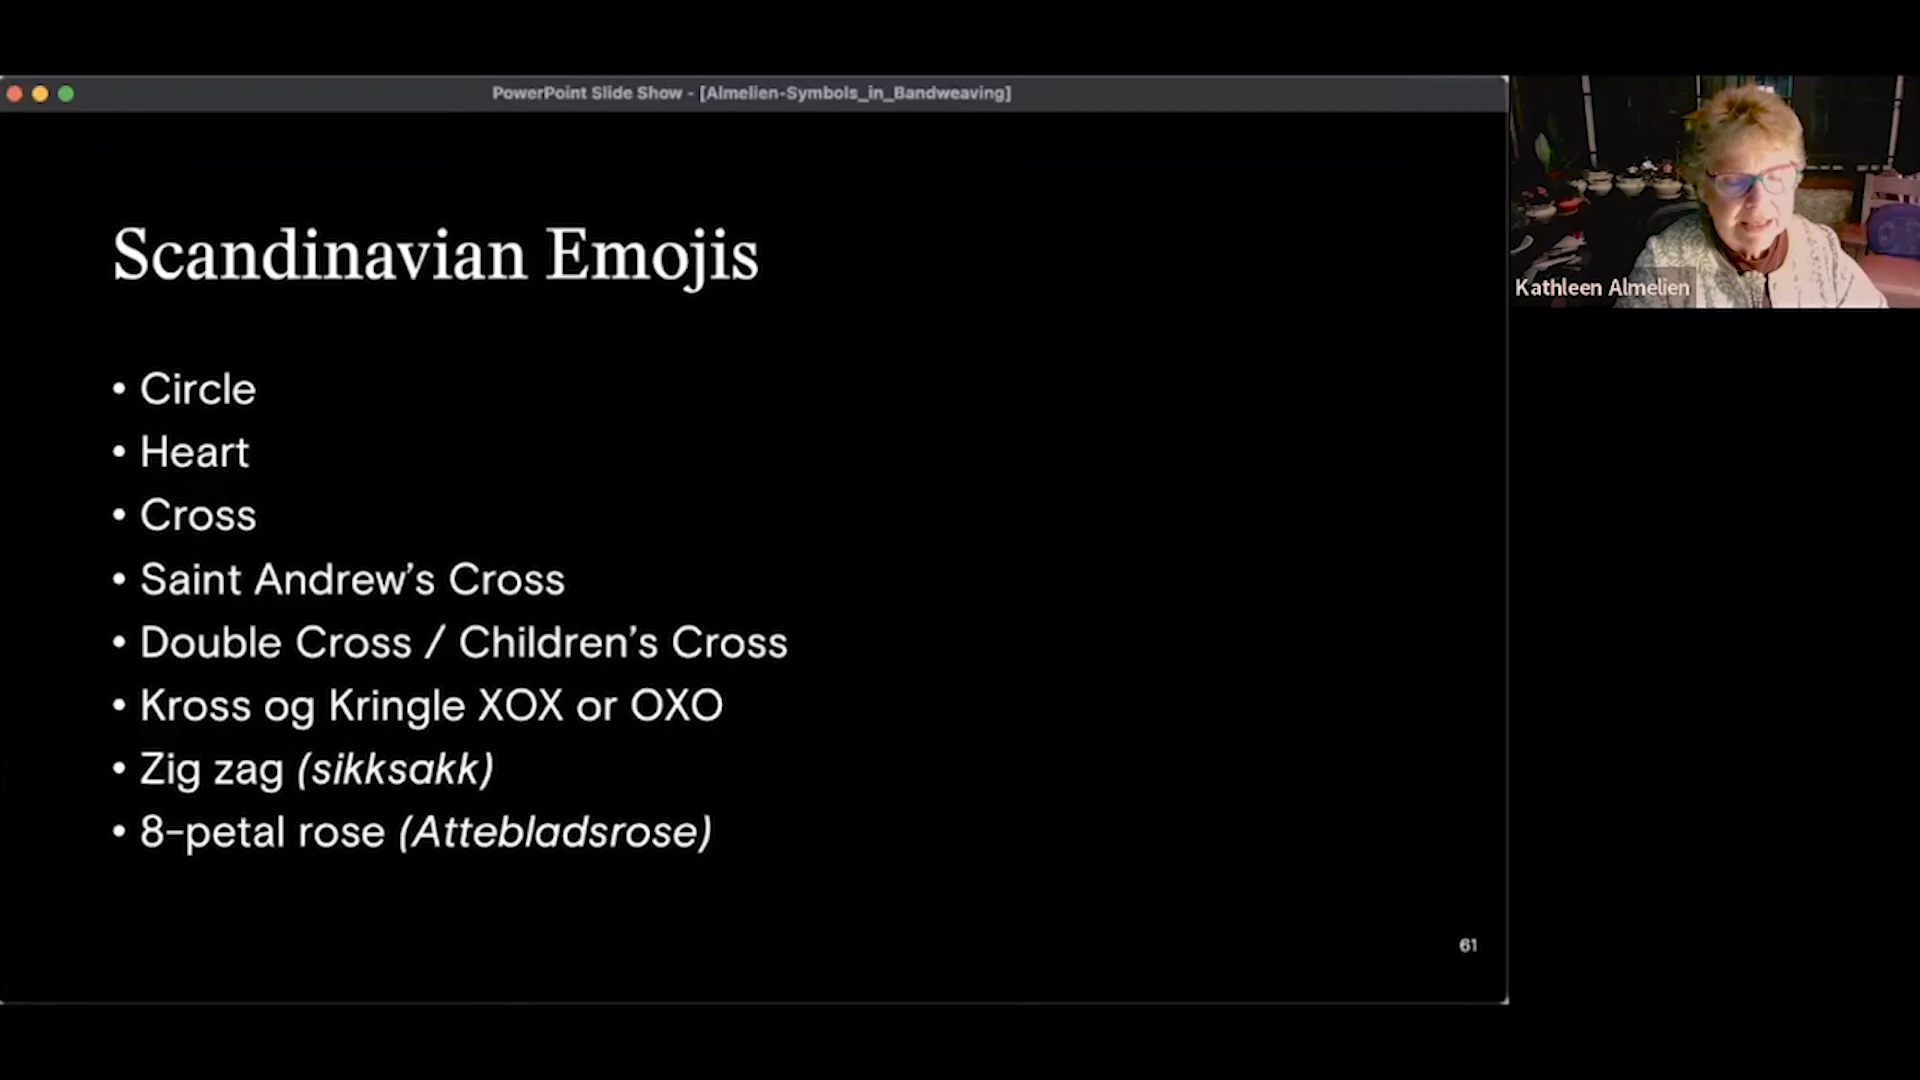 PowerPoint Slide Show - [Almelien-Symbols_in_Bandweaving]
Scandinavian Emojis
• Circle
• Heart
• Cross
• Saint Andrew’s Cross
• Double Cross / Children’s Cross
• Kross og Kringle XOX or OXO
• Zig zag (sikksakk)
• 8-petal rose (Attebladsrose)
61
Kathleen Almelien